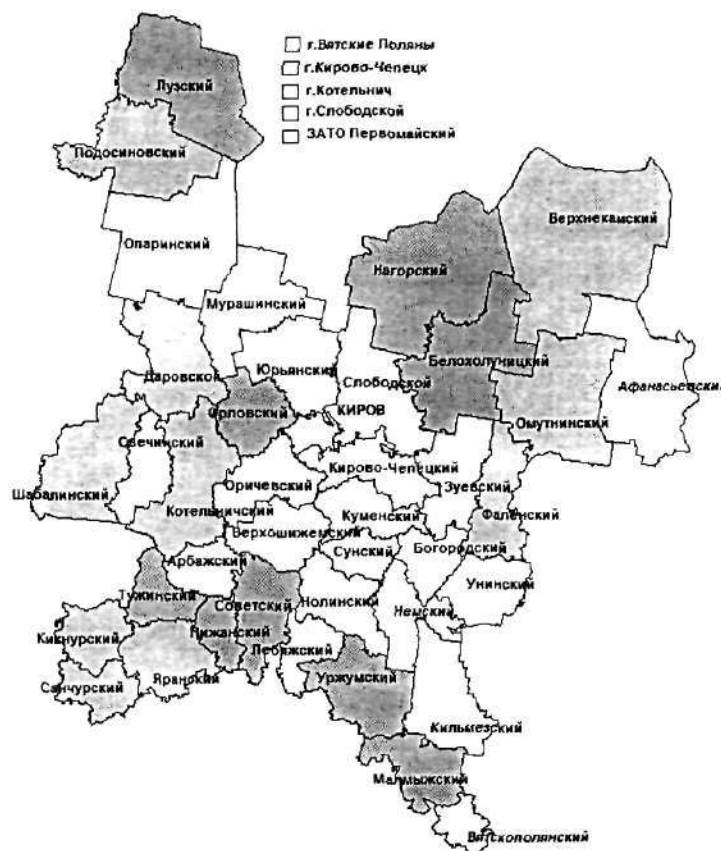 г.Вятские Поляны
г.Кирово-Чепецк
г.Котельнич
г.Слободской
ЗАТО Первомайский
Лузский
Подосиновский
Верхнекамский
Опаринский
Нагорский
Мурашинский
Белохолуницкий
Юрьянский
Даровской
Слободской
Афанасьевский
Орловский
КИРОВ
Омутнинский
Свечинский
Кирово-Чепецкий
Шабалинский
Оричевский
Зуевский
Котельничский
Куменский
Фаленский
Верхошижемский
Сунский
Богородский
Арбажский
Унинский
Тужинский
Советский
Нолинский
Немский
Кикнурский
Пижанский
Лебяжский
Санчурский
Яранский
Уржумский
Кильмезский
Малмыжский
Вятскополянский